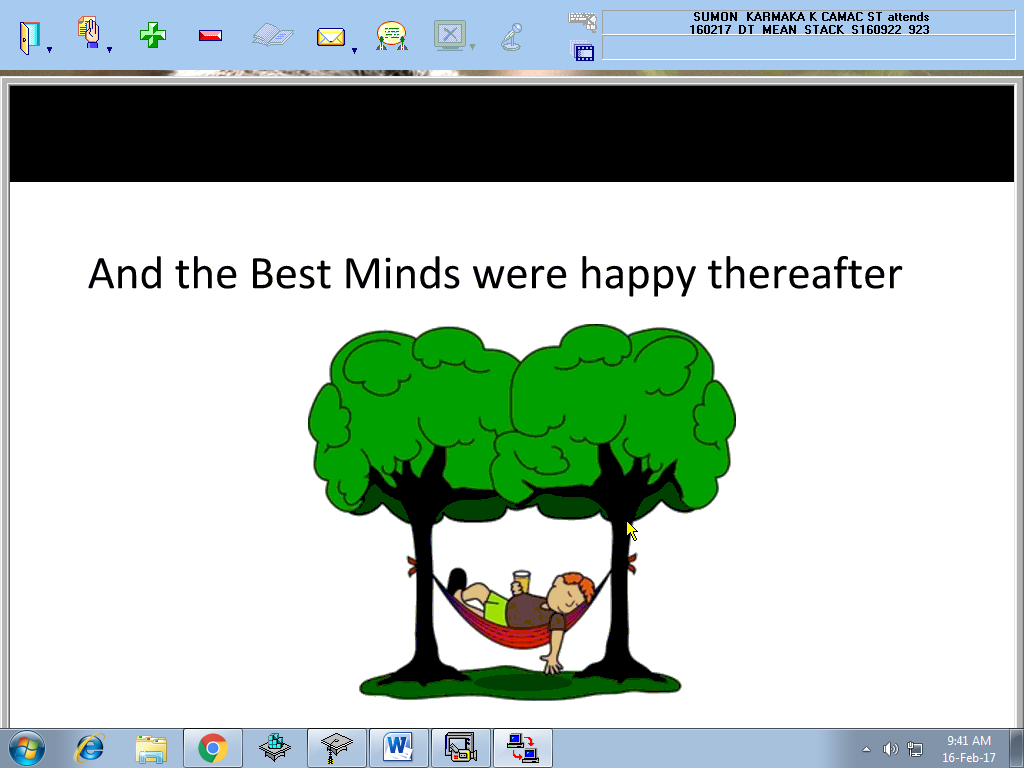 SUMON KARMAKA K CAMAC ST attends
160217 DT MEAN STACK S160922 923
And the Best Minds were happy thereafter
9:41 AM
16-Feb-17